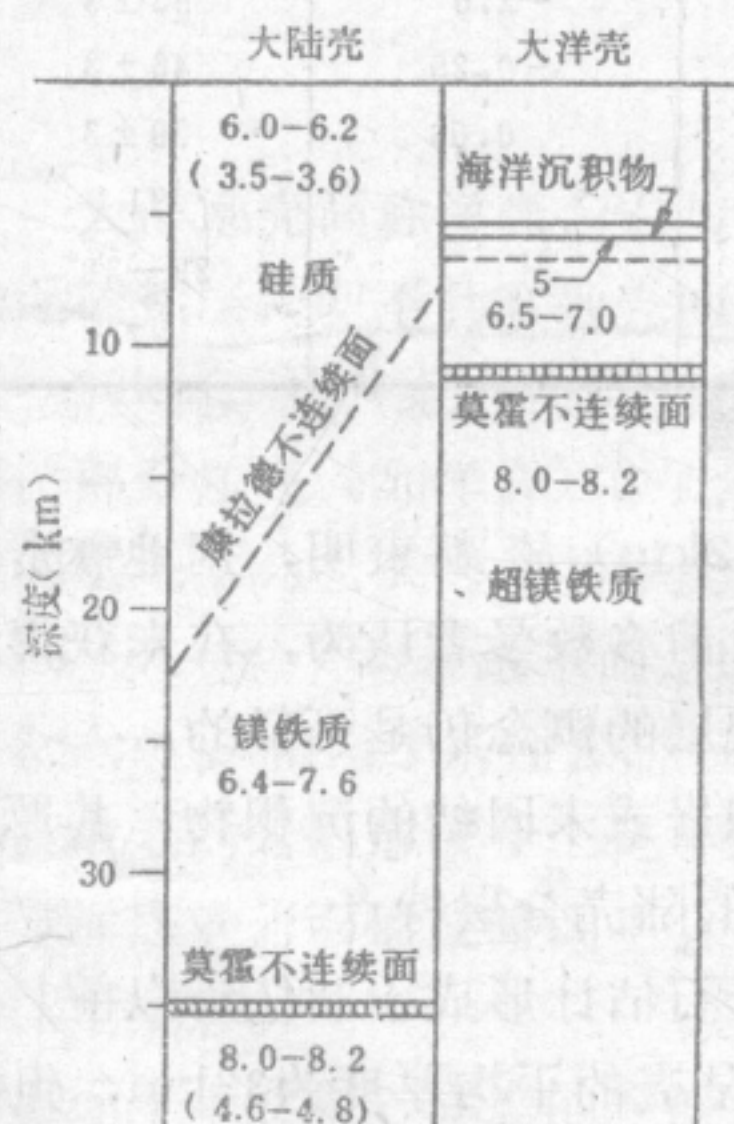 大陆壳
大洋壳
6.0—6.2
(3.5—3.6)
硅质
康拉德不连续面
镁铁质
6.4—7.6
莫霍不连续面
8.0—8.2
(4.6—4.8)
海洋沉积物
5
6.5—7.0
莫霍不连续面
8.0—8.2
、超镁铁质
深度(km)
10
20
30